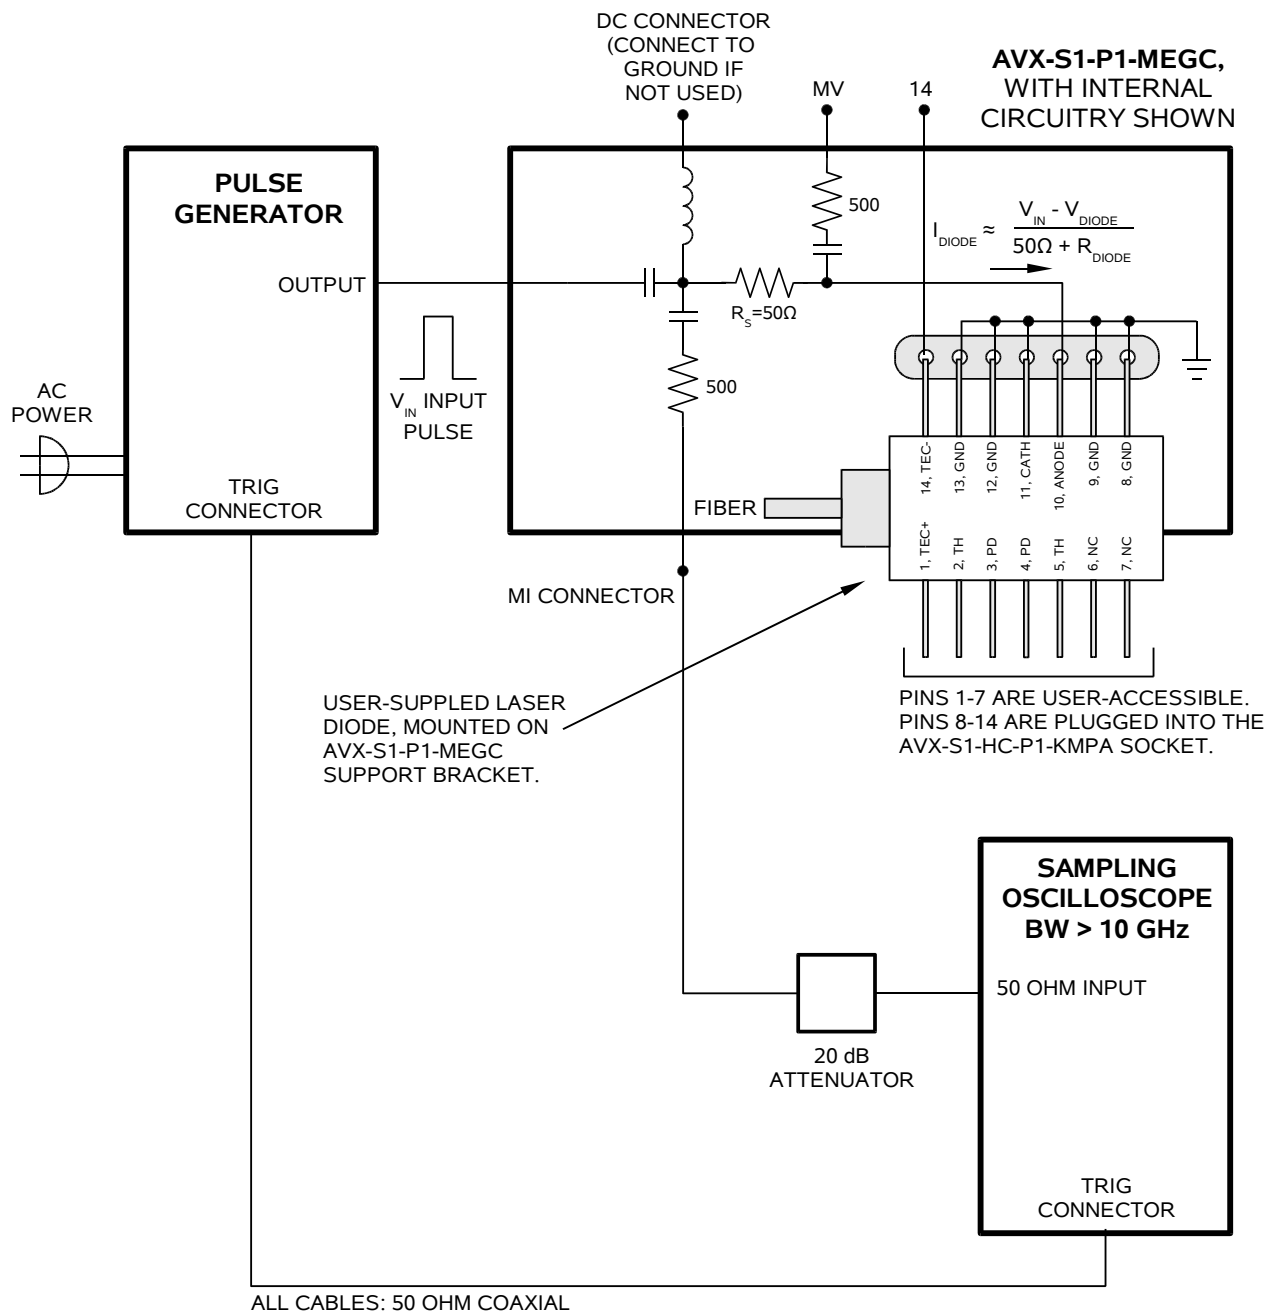 DC CONNECTOR
(CONNECT TO
GROUND IF
NOT USED)
MV
14
AVX-S1-P1-MEGC,
WITH INTERNAL
CIRCUITRY SHOWN
PULSE
GENERATOR
OUTPUT
500
I_DIODE ≈ V_IN - V_DIODE
50Ω + R_DIODE
R_S=50Ω
500
V_IN INPUT
PULSE
AC
POWER
TRIG
CONNECTOR
FIBER
14, TEC-
13, GND
12, GND
11, CATH
10, ANODE
9, GND
8, GND
1, TEC+
2, TH
3, PD
4, PD
5, TH
6, NC
7, NC
MI CONNECTOR
USER-SUPPLED LASER
DIODE, MOUNTED ON
AVX-S1-P1-MEGC
SUPPORT BRACKET.
PINS 1-7 ARE USER-ACCESSIBLE.
PINS 8-14 ARE PLUGGED INTO THE
AVX-S1-HC-P1-KMPA SOCKET.
SAMPLING
OSCILLOSCOPE
BW > 10 GHz
50 OHM INPUT
20 dB
ATTENUATOR
TRIG
CONNECTOR
ALL CABLES: 50 OHM COAXIAL